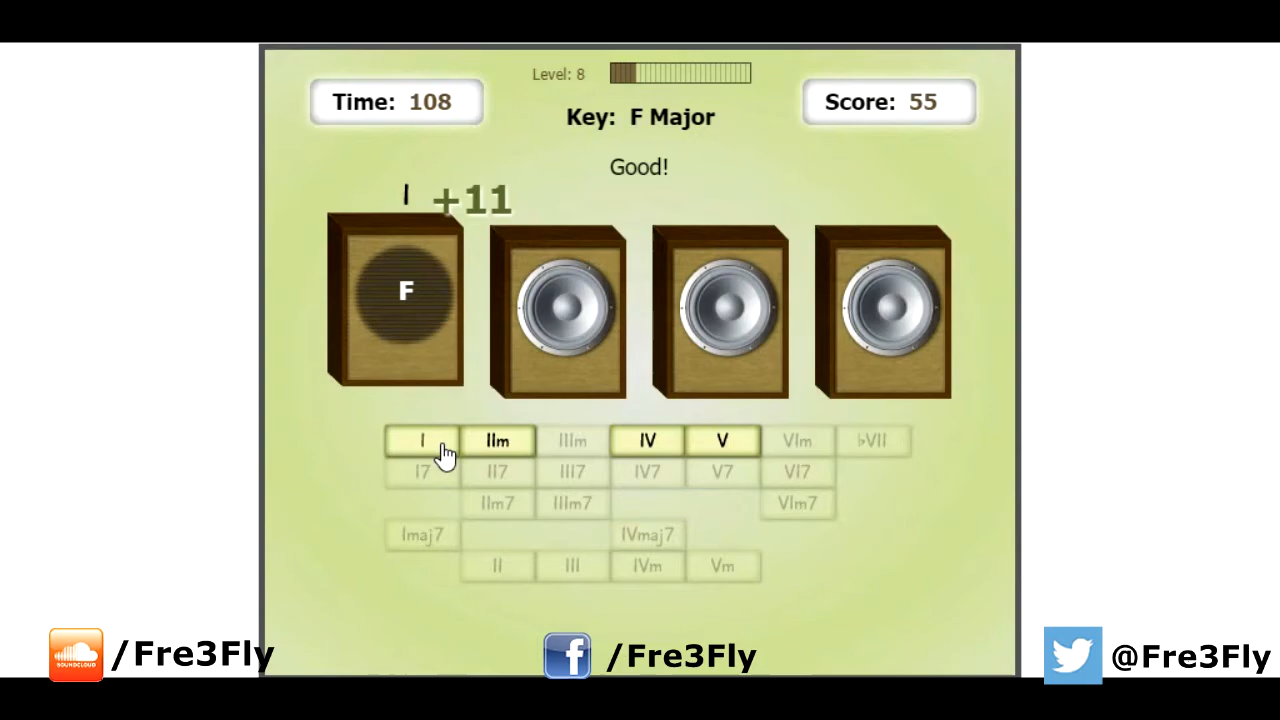 Level: 8
Time: 108
Score: 55
Key: F Major
Good!
I +11
F
I IIm IIIm IV V VIm ♭VII
I7 II7 III7 IV7 V7 VI7
IIm7 IIIm7 VIm7
Imaj7 IVmaj7
II III IVm Vm
SOUNDCLOUD /Fre3Fly
f /Fre3Fly
@Fre3Fly